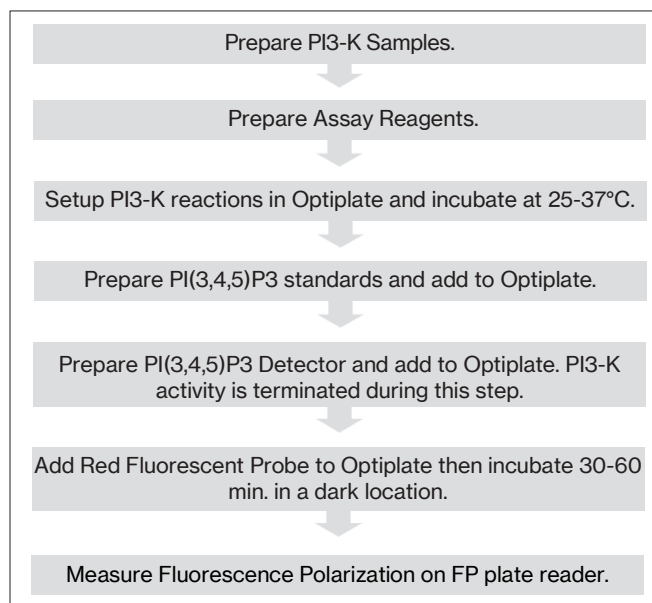 Prepare PI3-K Samples.
Prepare Assay Reagents.
Setup PI3-K reactions in Optiplate and incubate at 25-37°C.
Prepare PI(3,4,5)P3 standards and add to Optiplate.
Prepare PI(3,4,5)P3 Detector and add to Optiplate. PI3-K
activity is terminated during this step.
Add Red Fluorescent Probe to Optiplate then incubate 30-60
min. in a dark location.
Measure Fluorescence Polarization on FP plate reader.